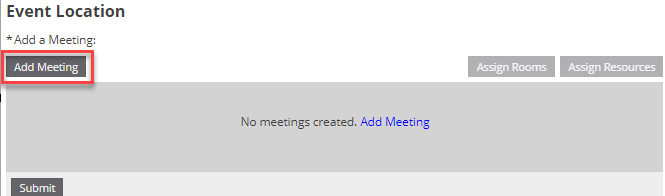 Event Location
*Add a Meeting:
Add Meeting Assign Rooms Assign Resources
No meetings created. Add Meeting
Submit